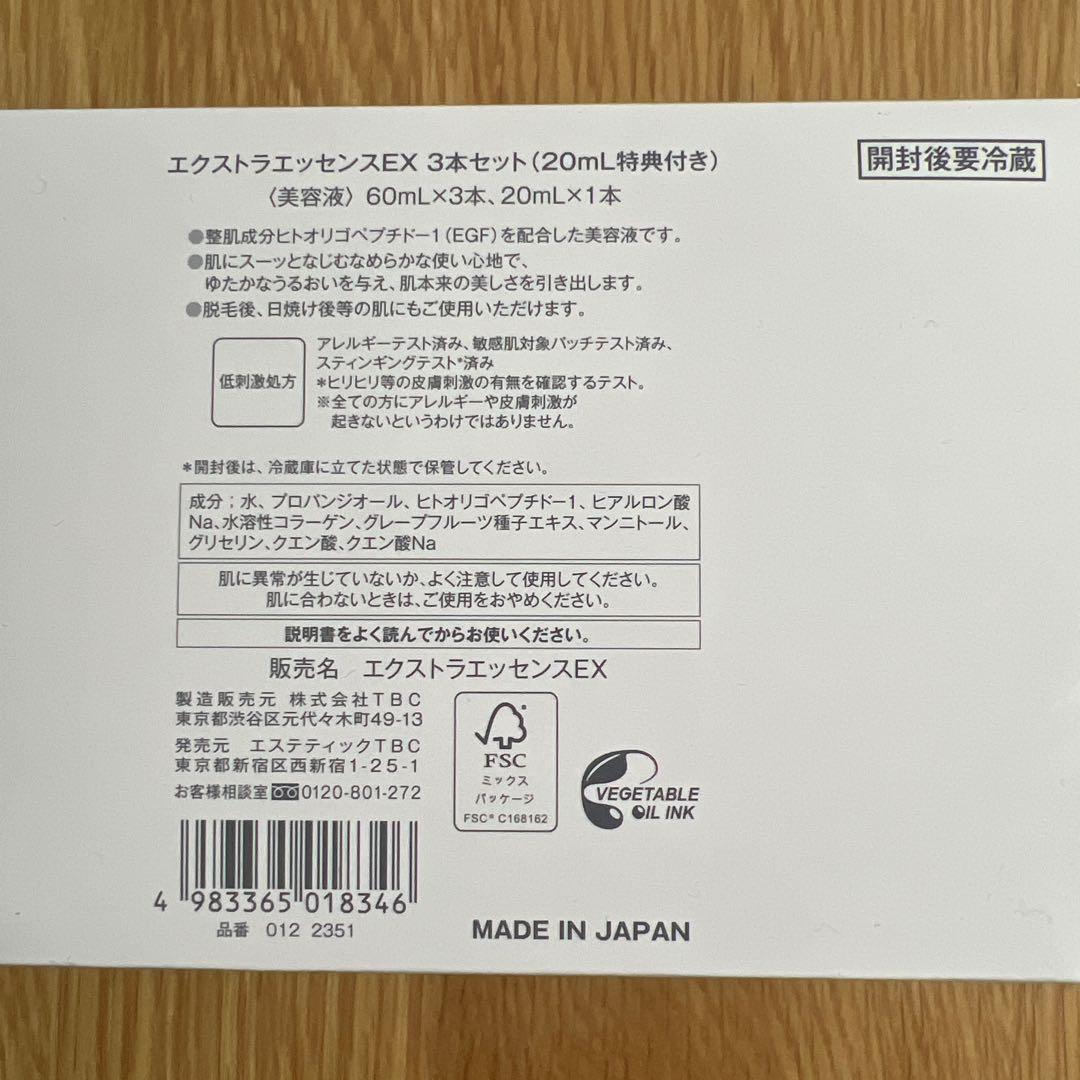 エクストラエッセンスEX 3本セット(20mL特典付き)
開封後要冷蔵
〈美容液〉 60mL×3本、20mL×1本
●整肌成分ヒトオリゴペプチド−1(EGF)を配合した美容液です。
●肌にスーッとなじむなめらかな使い心地で、
ゆたかなうるおいを与え、肌本来の美しさを引き出します。
●脱毛後、日焼け後等の肌にもご使用いただけます。
低刺激処方
アレルギーテスト済み、敏感肌対象パッチテスト済み、
スティンギングテスト*済み
*ヒリヒリ等の皮膚刺激の有無を確認するテスト。
※全ての方にアレルギーや皮膚刺激が
起きないというわけではありません。
*開封後は、冷蔵庫に立てた状態で保管してください。
成分;水、プロパンジオール、ヒトオリゴペプチド−1、ヒアルロン酸
Na、水溶性コラーゲン、グレープフルーツ種子エキス、マンニトール、
グリセリン、クエン酸、クエン酸Na
肌に異常が生じていないか、よく注意して使用してください。
肌に合わないときは、ご使用をおやめください。
説明書をよく読んでからお使いください。
販売名 エクストラエッセンスEX
製造販売元 株式会社TBC
東京都渋谷区元代々木町49-13
発売元 エステティックTBC
東京都新宿区西新宿1-25-1
お客様相談室 0120-801-272
FSC
ミックス
パッケージ
FSC® C168162
VEGETABLE
OIL INK
4 983365 018346
品番 012 2351
MADE IN JAPAN